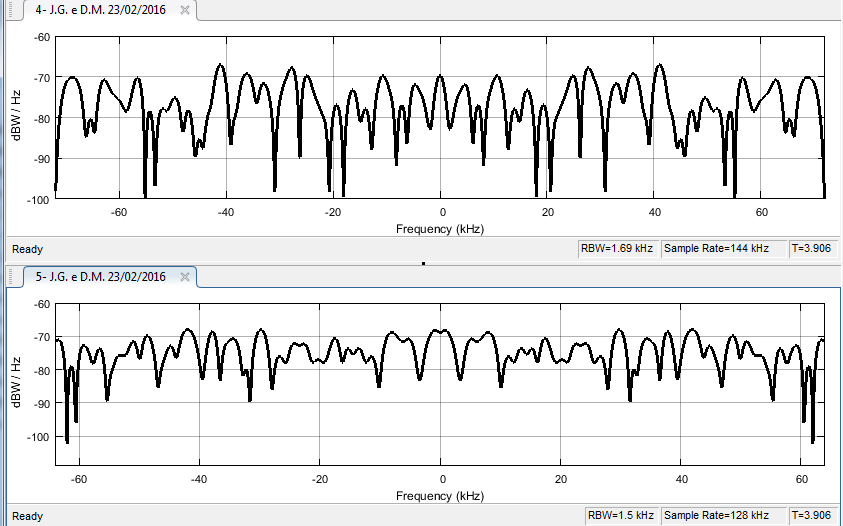 4- J.G. e D.M. 23/02/2016
-60
-70
-80
-90
-100
dBW / Hz
-60 -40 -20 0 20 40 60
Frequency (kHz)
Ready RBW=1.69 kHz Sample Rate=144 kHz T=3.906
5- J.G. e D.M. 23/02/2016
-60
-70
-80
-90
-100
dBW / Hz
-60 -40 -20 0 20 40 60
Frequency (kHz)
Ready RBW=1.5 kHz Sample Rate=128 kHz T=3.906